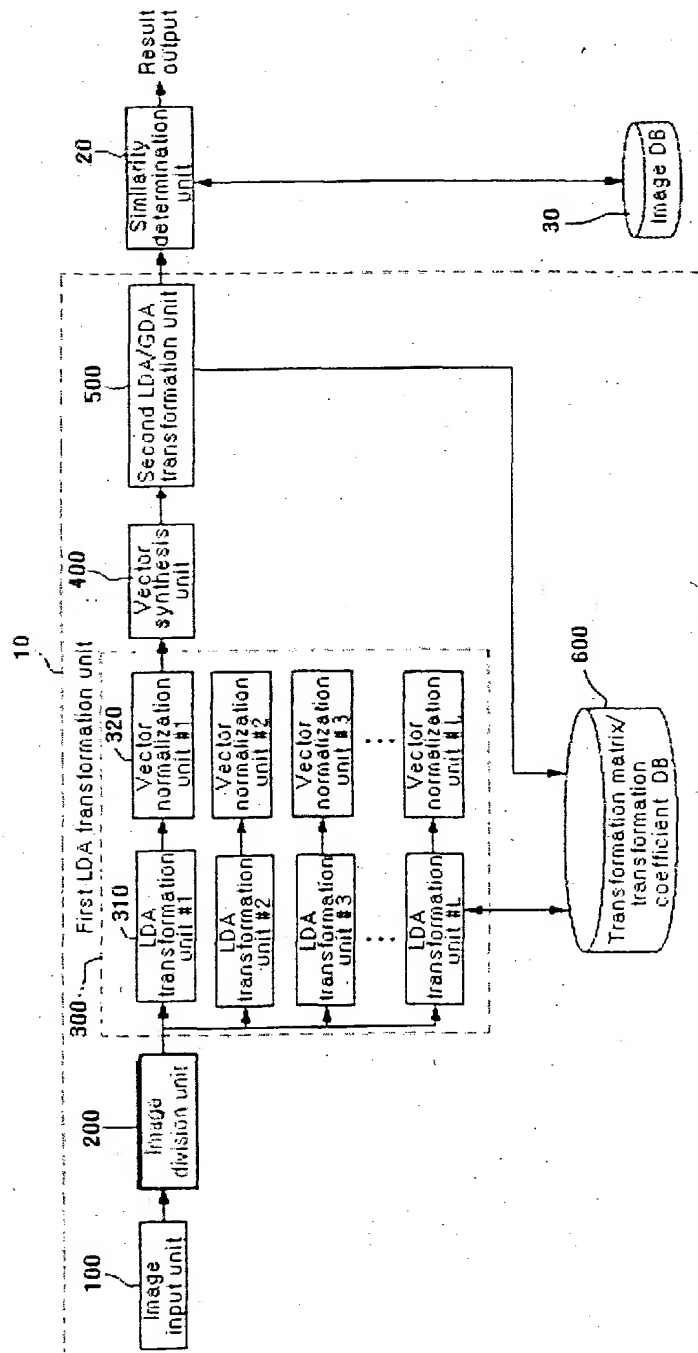 10
100
Image
input unit
200
Image
division unit
300
First LDA transformation unit
310
LDA
transformation
unit #1
LDA
transformation
unit #2
LDA
transformation
unit #3
...
LDA
transformation
unit #L
320
Vector
normalization
unit #1
Vector
normalization
unit #2
Vector
normalization
unit #3
...
Vector
normalization
unit #L
400
Vector
synthesis
unit
500
Second LDA/GDA
transformation unit
20
Similarity
determination
unit
Result
output
600
Transformation matrix/
transformation
coefficient DB
30
Image DB